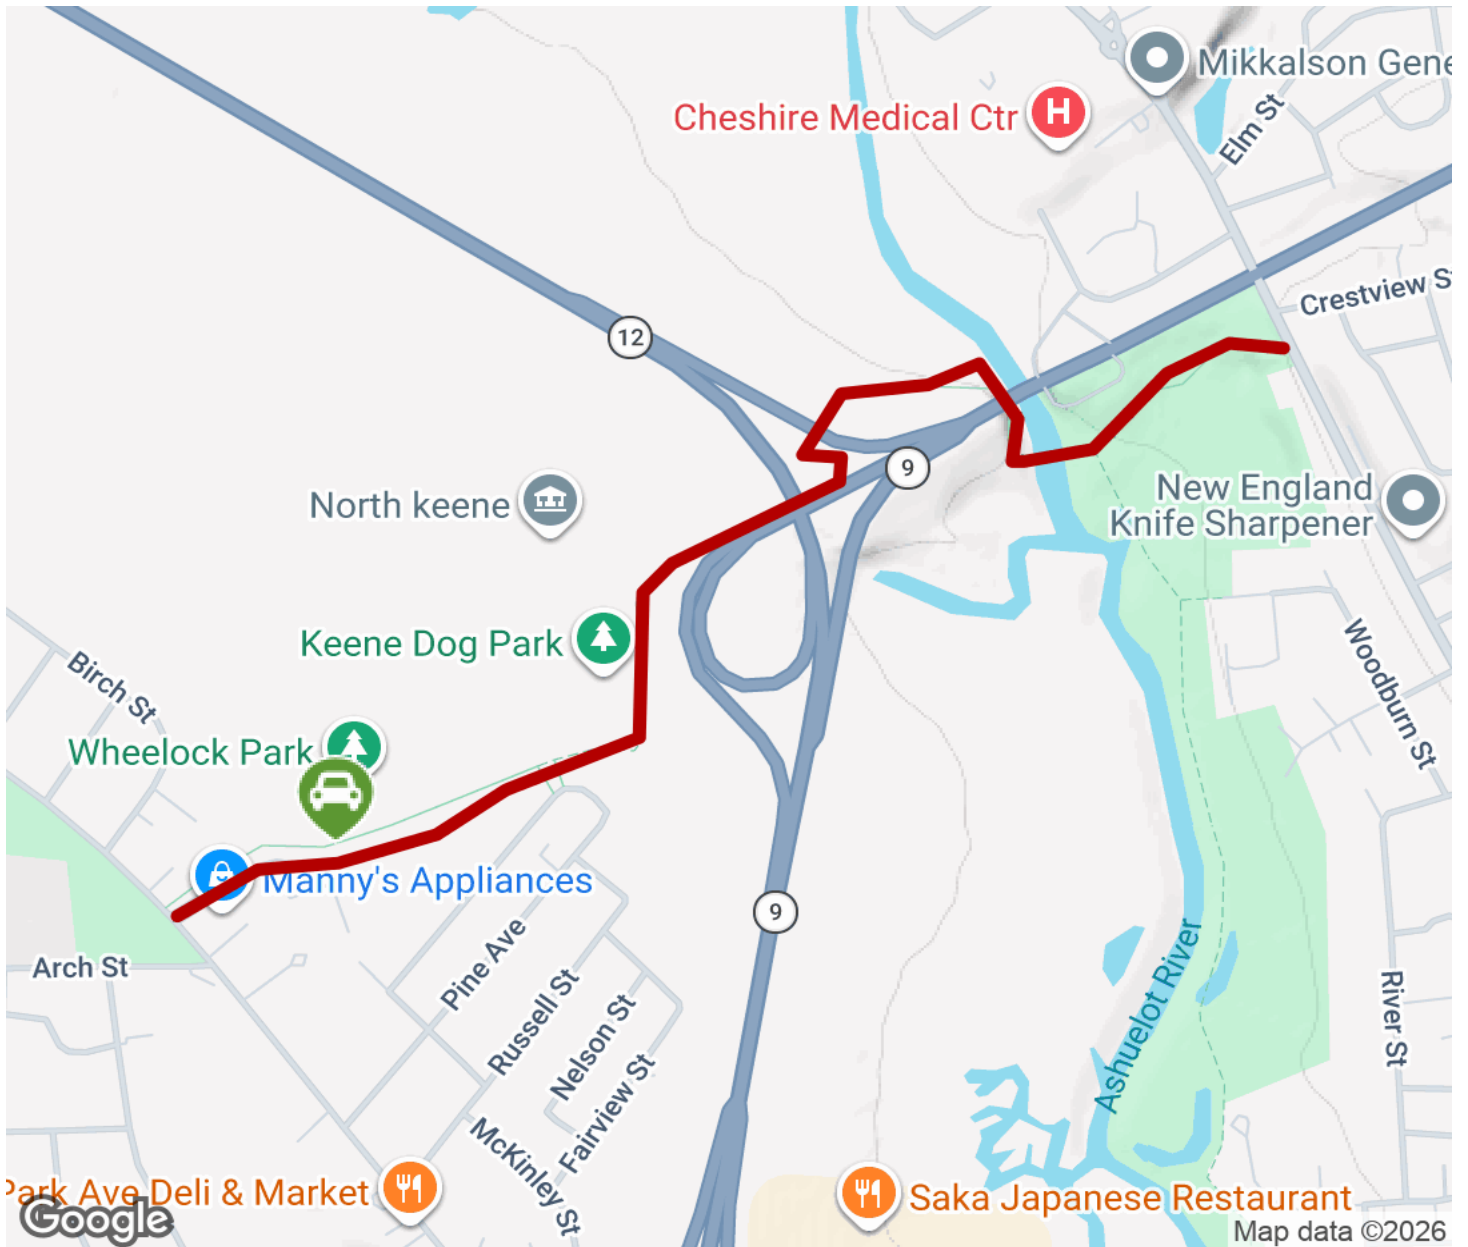 Mikkalson Gene
Cheshire Medical Ctr
H
Elm St
Crestview S
12
9
North keene
New England
Knife Sharpener
Keene Dog Park
Birch St
Woodburn St
Wheelock Park
Manny's Appliances
9
Pine Ave
Arch St
Russell St
Nelson St
Fairview St
McKinley St
Ashuelot River
River St
Park Ave Deli & Market
Saka Japanese Restaurant
Google
Map data ©2026